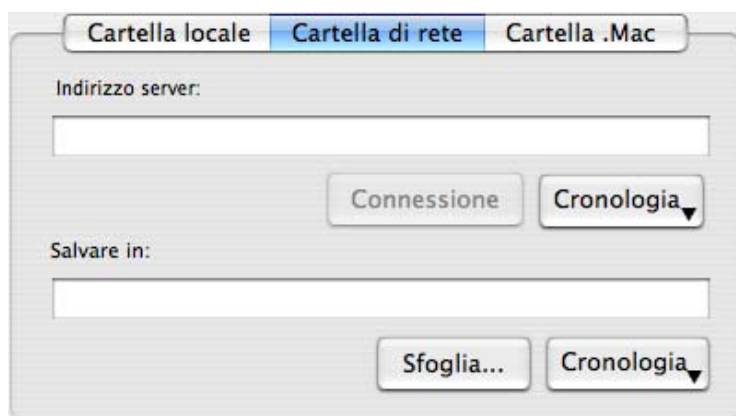 Cartella locale Cartella di rete Cartella .Mac
Indirizzo server:
Connessione Cronologia
Salvare in:
Sfoglia... Cronologia